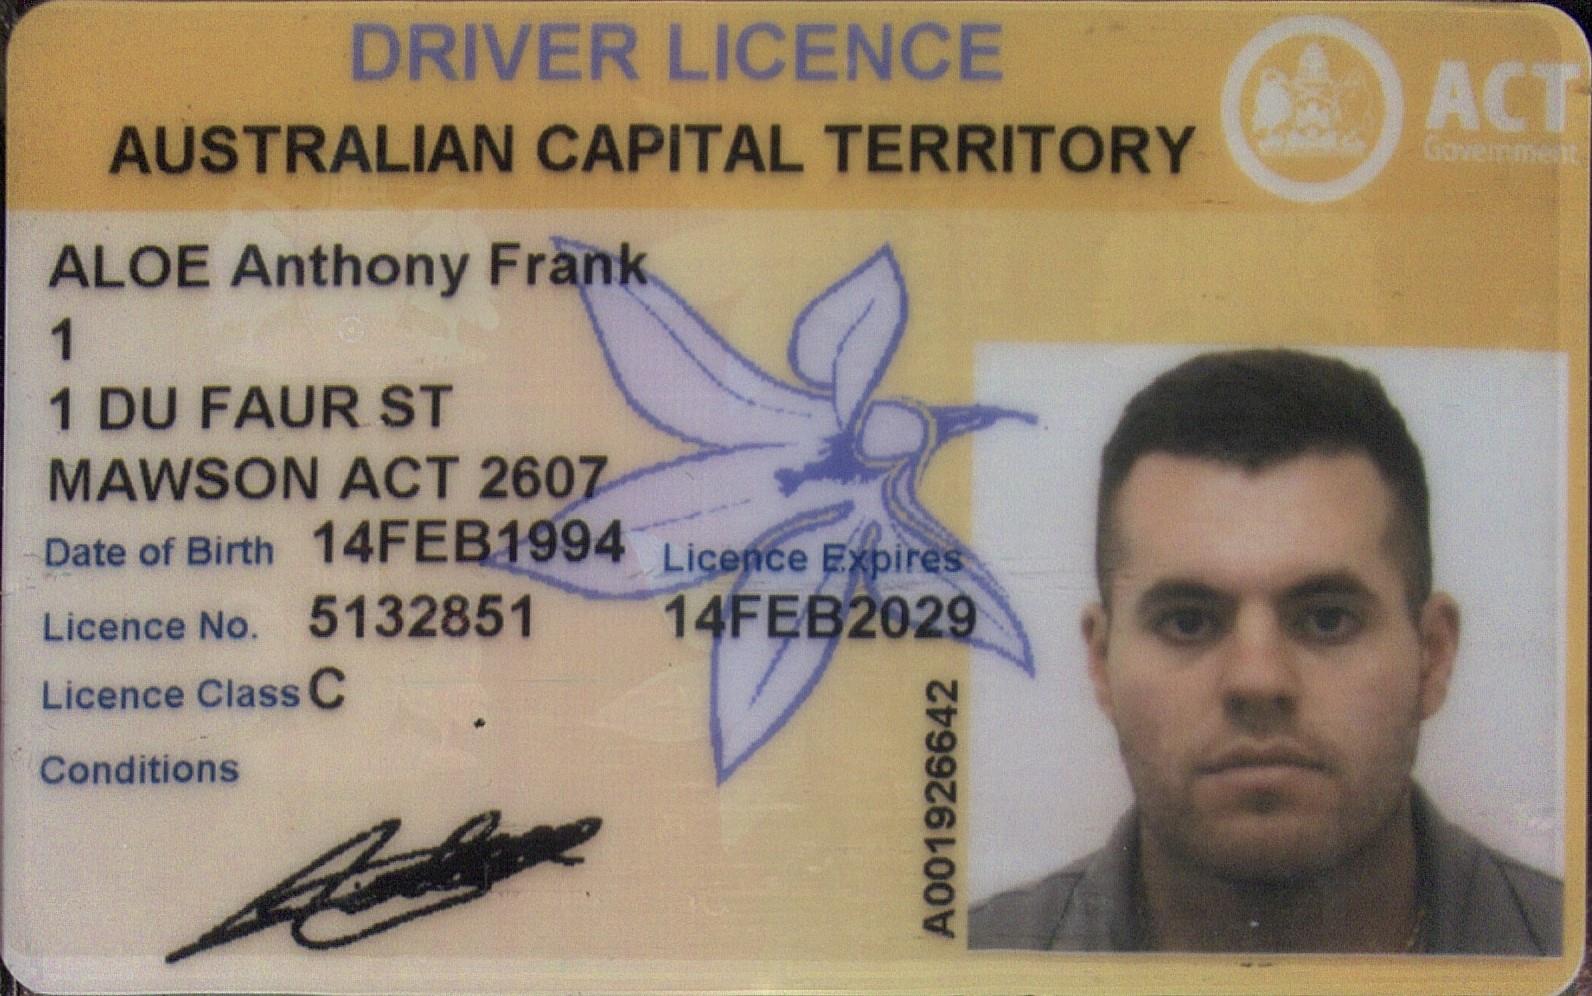 DRIVER LICENCE
AUSTRALIAN CAPITAL TERRITORY
ACT
Government
ALOE Anthony Frank
1
1 DU FAUR ST
MAWSON ACT 2607
Date of Birth 14FEB1994
Licence Expires
Licence No. 5132851
14FEB2029
Licence Class C
Conditions
A001926642